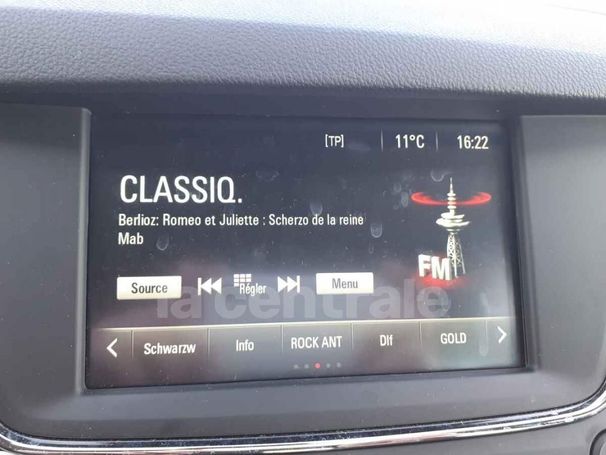 [TP] 11°C 16:22
CLASSIQ.
Berlioz: Romeo et Juliette : Scherzo de la reine
Mab
FM
Source Régler Menu
la centrale
Schwarzw Info ROCK ANT Dlf GOLD